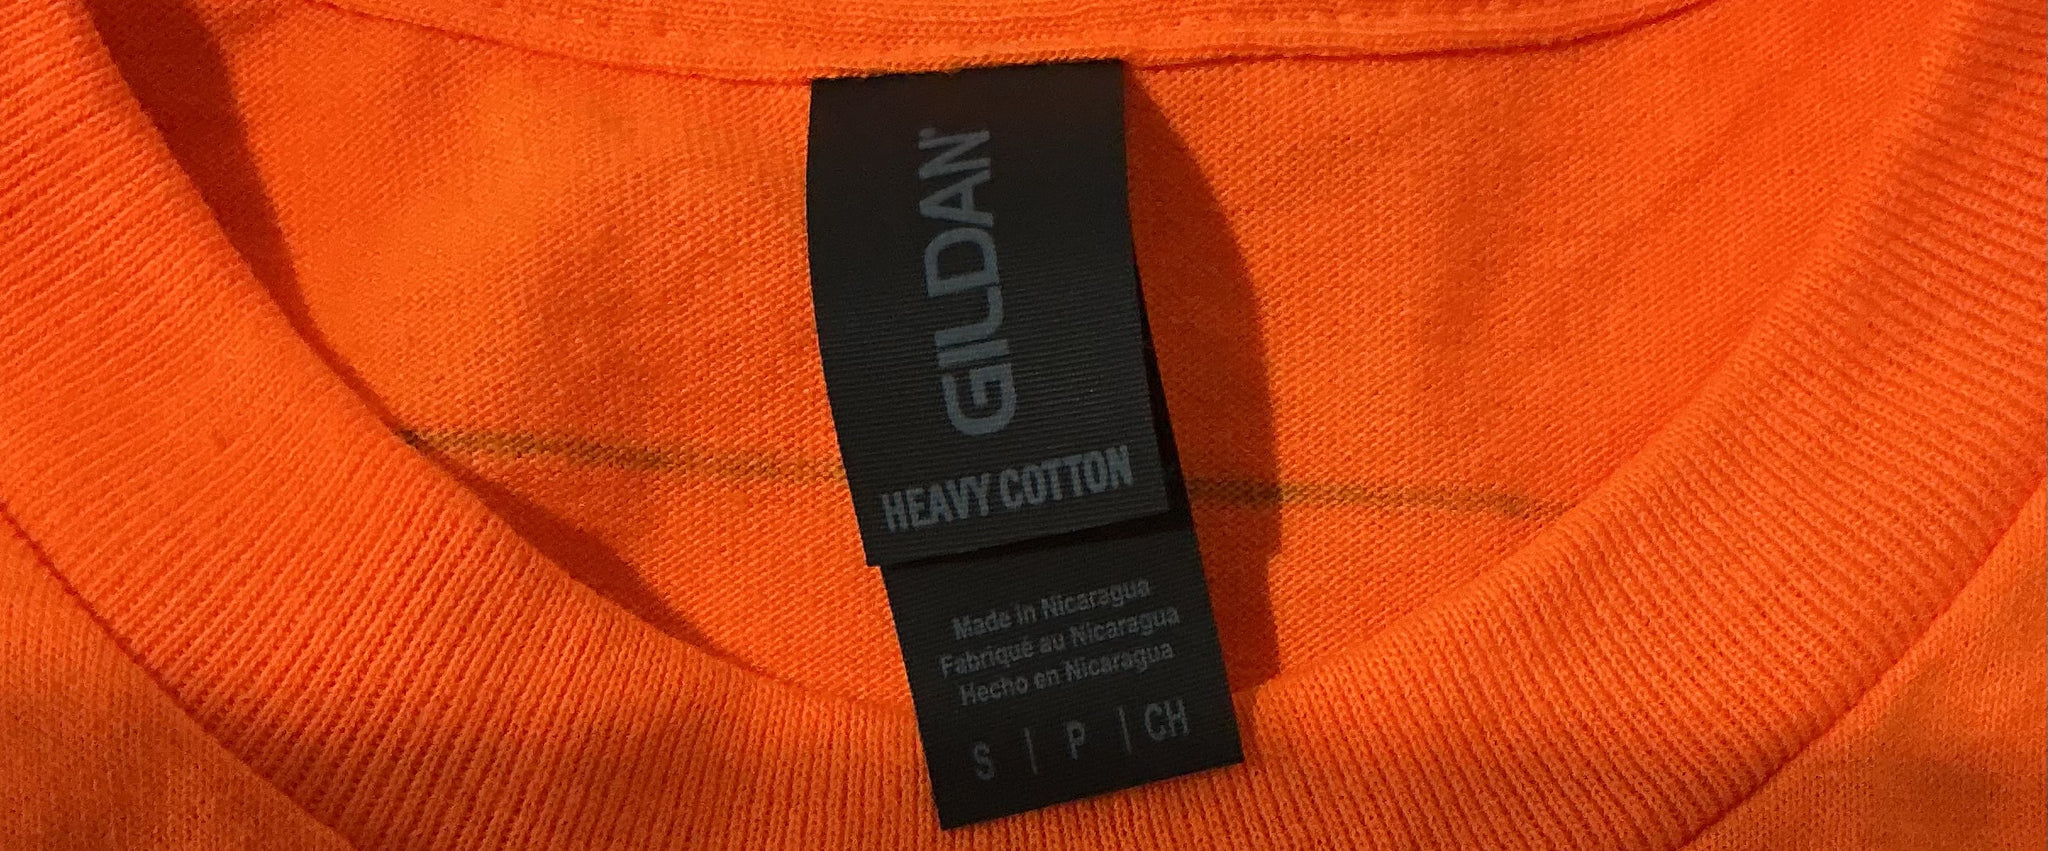 GILDAN®
HEAVY COTTON
Made in Nicaragua
Fabriqué au Nicaragua
Hecho en Nicaragua
S | P | CH